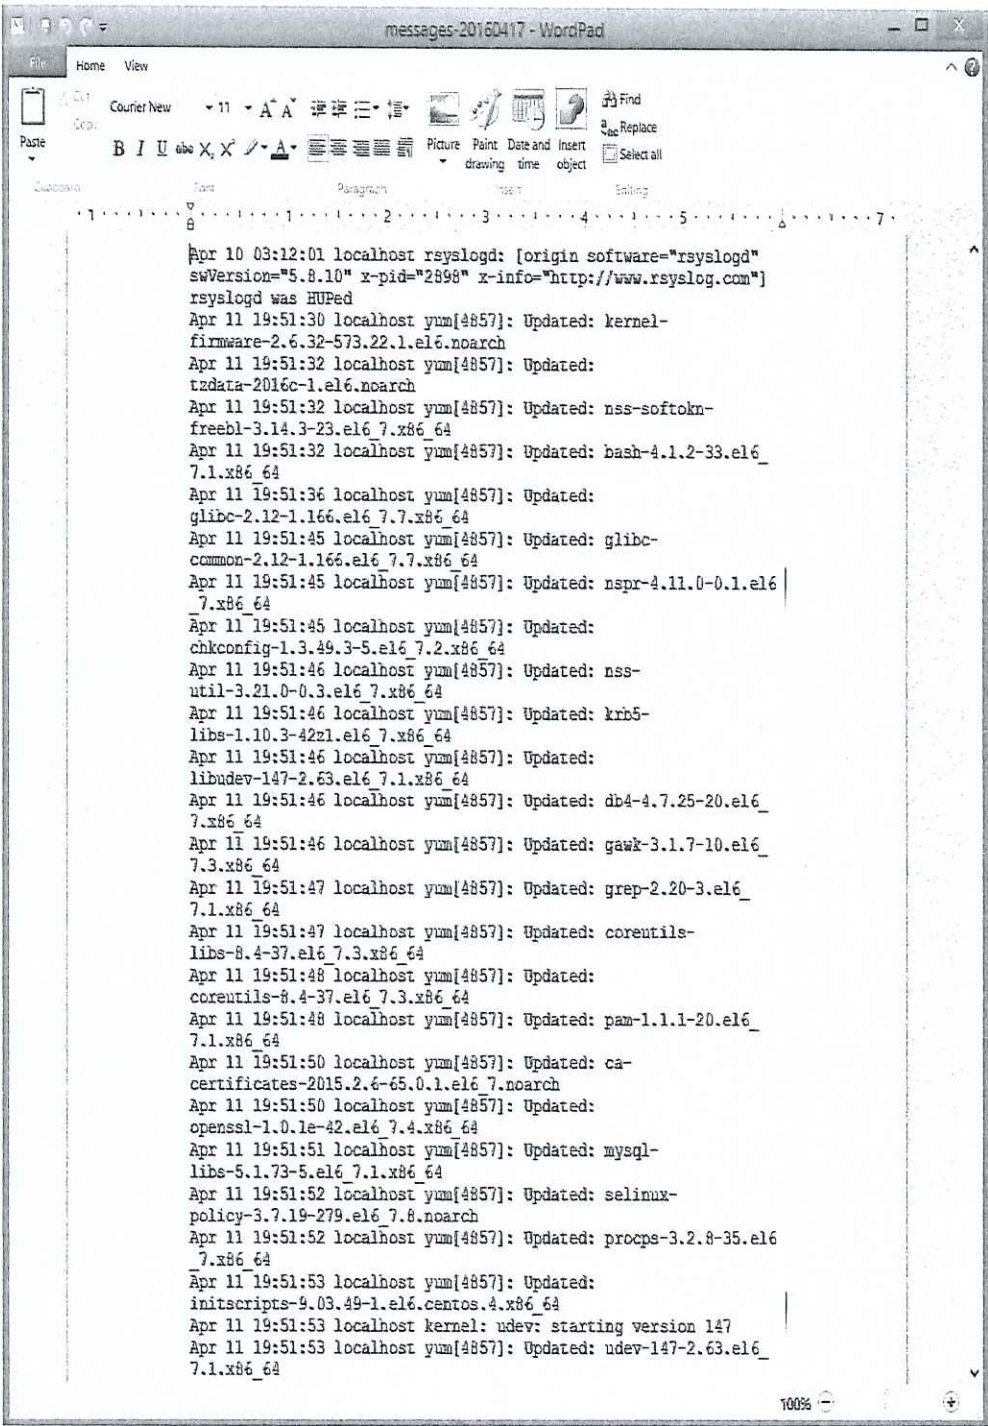 messages-20160417 - WordPad
File Home View
Cut
Copy
Paste
Courier New 11 A A
B I U abc X, X A
Picture
Paint drawing
Date and time
Insert object
Find
Replace
Select all
Clipboard Font Paragraph Insert Editing
1 1 2 3 4 5 7
Apr 10 03:12:01 localhost rsyslogd: [origin software="rsyslogd"
swVersion="5.8.10" x-pid="2898" x-info="http://www.rsyslog.com"]
rsyslogd was HUPed
Apr 11 19:51:30 localhost yum[4857]: Updated: kernel-
firmware-2.6.32-573.22.1.el6.noarch
Apr 11 19:51:32 localhost yum[4857]: Updated:
tzdata-2016c-1.el6.noarch
Apr 11 19:51:32 localhost yum[4857]: Updated: nss-softokn-
freebl-3.14.3-23.el6_7.x86_64
Apr 11 19:51:32 localhost yum[4857]: Updated: bash-4.1.2-33.el6_
7.1.x86_64
Apr 11 19:51:36 localhost yum[4857]: Updated:
glibc-2.12-1.166.el6_7.7.x86_64
Apr 11 19:51:45 localhost yum[4857]: Updated: glibc-
common-2.12-1.166.el6_7.7.x86_64
Apr 11 19:51:45 localhost yum[4857]: Updated: nspr-4.11.0-0.1.el6
_7.x86_64
Apr 11 19:51:45 localhost yum[4857]: Updated:
chkconfig-1.3.49.3-5.el6_7.2.x86_64
Apr 11 19:51:46 localhost yum[4857]: Updated: nss-
util-3.21.0-0.3.el6_7.x86_64
Apr 11 19:51:46 localhost yum[4857]: Updated: krb5-
libs-1.10.3-42z1.el6_7.x86_64
Apr 11 19:51:46 localhost yum[4857]: Updated:
libudev-147-2.63.el6_7.1.x86_64
Apr 11 19:51:46 localhost yum[4857]: Updated: db4-4.7.25-20.el6_
7.x86_64
Apr 11 19:51:46 localhost yum[4857]: Updated: gawk-3.1.7-10.el6_
7.3.x86_64
Apr 11 19:51:47 localhost yum[4857]: Updated: grep-2.20-3.el6_
7.1.x86_64
Apr 11 19:51:47 localhost yum[4857]: Updated: coreutils-
libs-8.4-37.el6_7.3.x86_64
Apr 11 19:51:48 localhost yum[4857]: Updated:
coreutils-8.4-37.el6_7.3.x86_64
Apr 11 19:51:48 localhost yum[4857]: Updated: pam-1.1.1-20.el6_
7.1.x86_64
Apr 11 19:51:50 localhost yum[4857]: Updated: ca-
certificates-2015.2.6-65.0.1.el6_7.noarch
Apr 11 19:51:50 localhost yum[4857]: Updated:
openssl-1.0.1e-42.el6_7.4.x86_64
Apr 11 19:51:51 localhost yum[4857]: Updated: mysql-
libs-5.1.73-5.el6_7.1.x86_64
Apr 11 19:51:52 localhost yum[4857]: Updated: selinux-
policy-3.7.19-279.el6_7.8.noarch
Apr 11 19:51:52 localhost yum[4857]: Updated: procps-3.2.8-35.el6
_7.x86_64
Apr 11 19:51:53 localhost yum[4857]: Updated:
initscripts-9.03.49-1.el6.centos.4.x86_64
Apr 11 19:51:53 localhost kernel: udev: starting version 147
Apr 11 19:51:53 localhost yum[4857]: Updated: udev-147-2.63.el6_
7.1.x86_64
100%